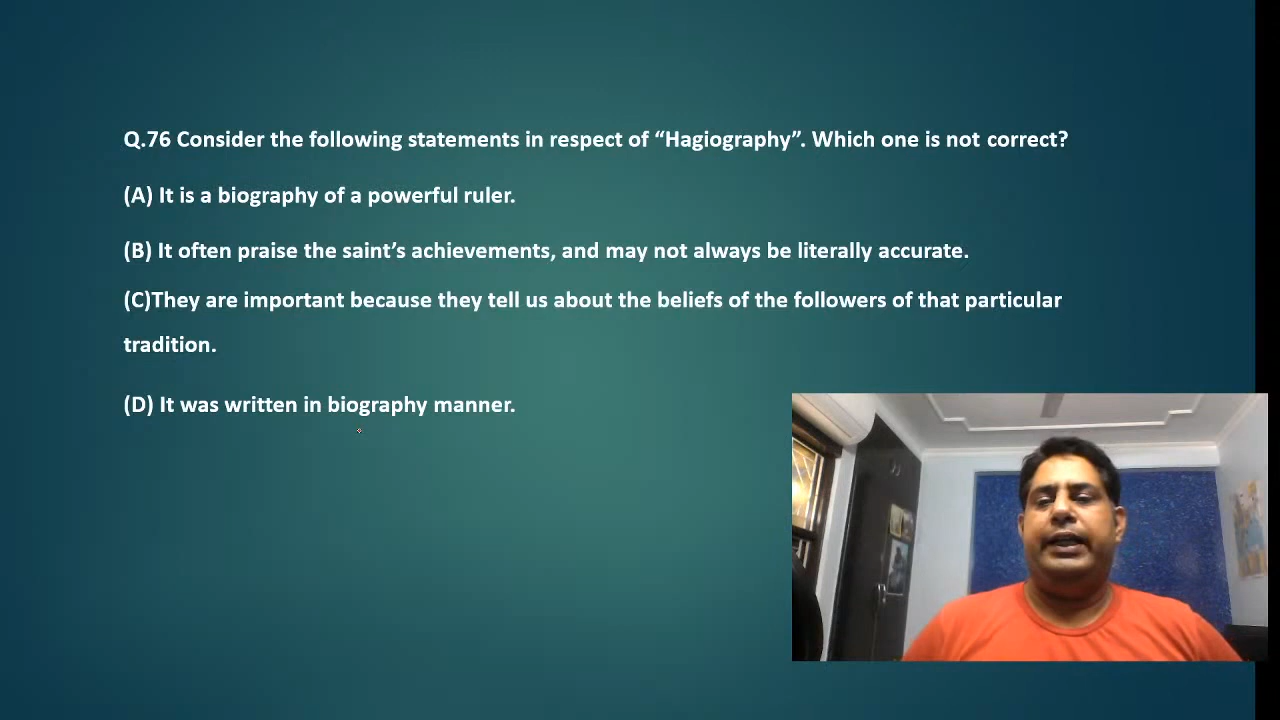 Q.76 Consider the following statements in respect of “Hagiography”. Which one is not correct?
(A) It is a biography of a powerful ruler.
(B) It often praise the saint’s achievements, and may not always be literally accurate.
(C)They are important because they tell us about the beliefs of the followers of that particular
tradition.
(D) It was written in biography manner.